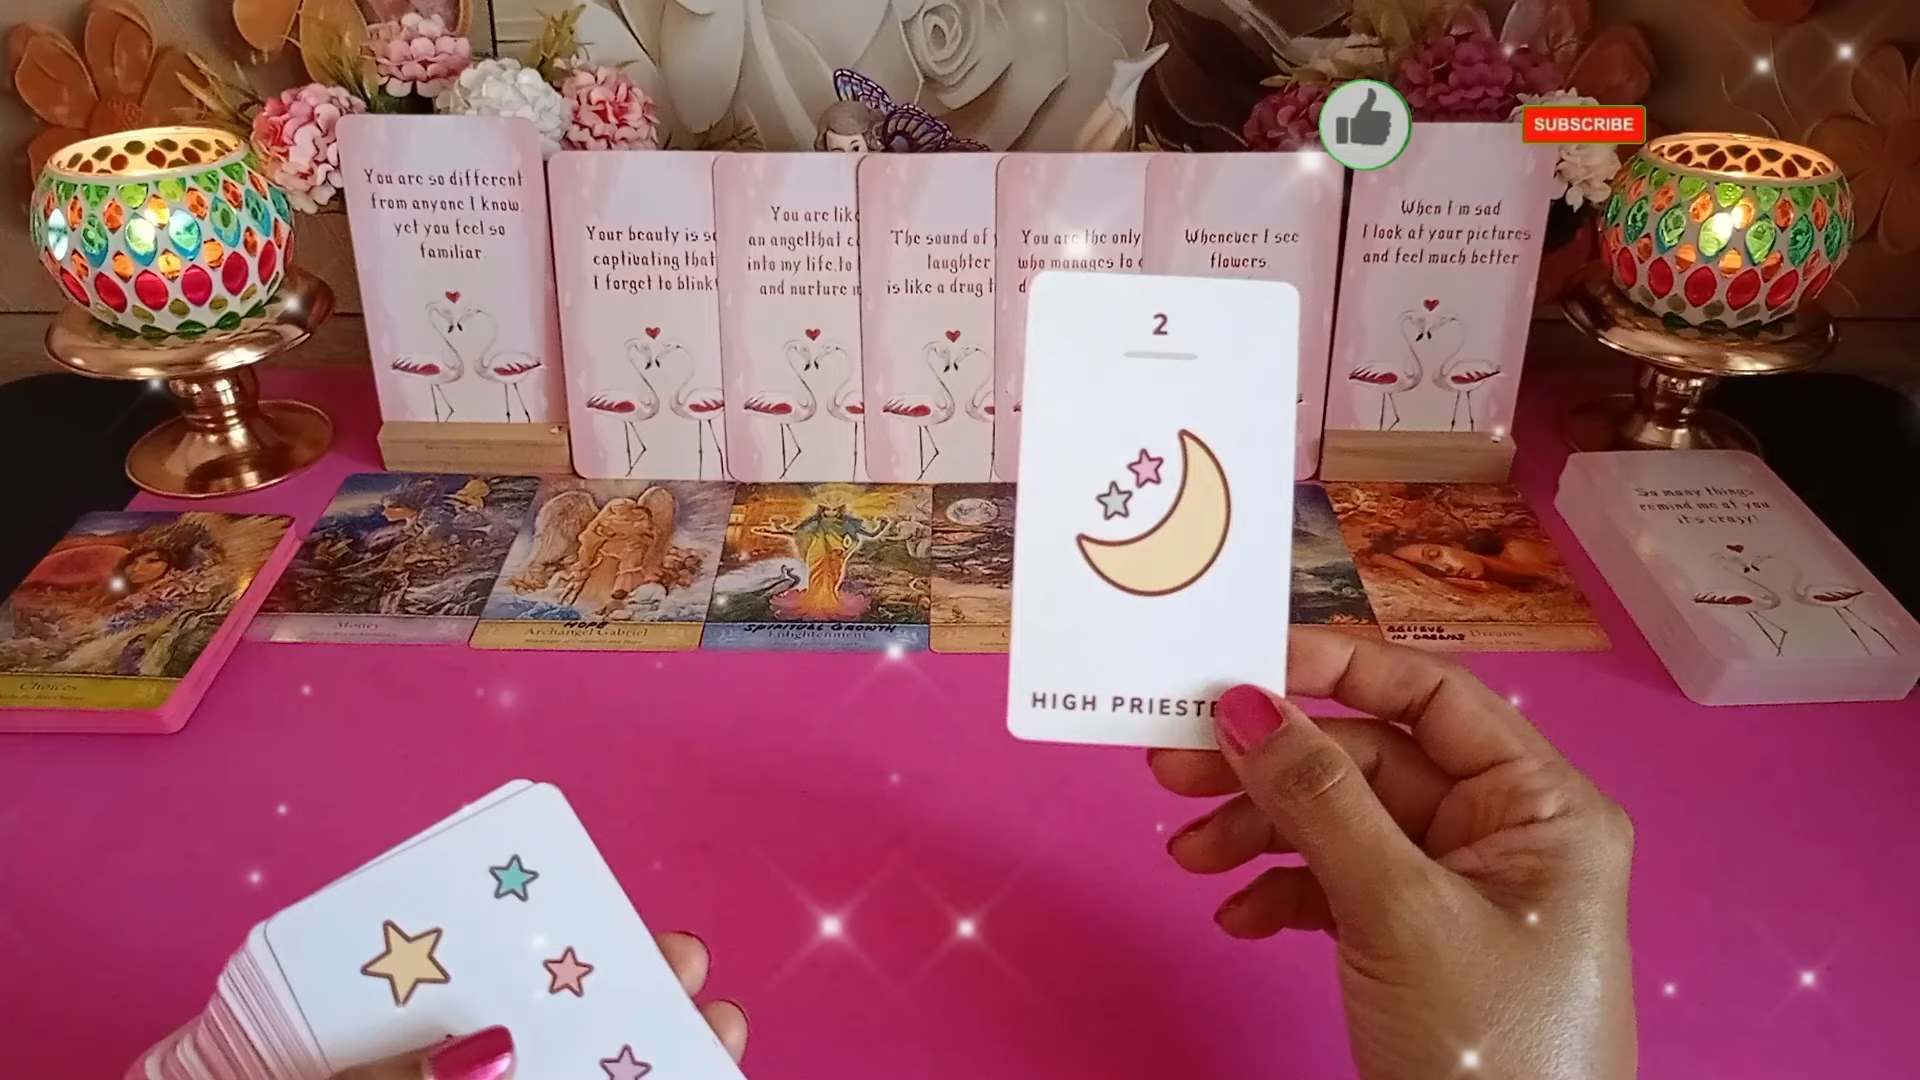 You are so different
from anyone I know,
yet you feel so
familiar
Your beauty is
captivating that
I forget to blink
You are
an angel that
into my life, to
and nurture
The sound of
laughter
is like a drug
You are the only
who manages to
Whenever I see
flowers,
When I'm sad
I look at your pictures
and feel much better
SUBSCRIBE
2
HIGH
So many things
remind me of you
it's crazy!
Choices
Money
HOPE
Archangel Gabriel
SPIRITUAL GROWTH
Enlightenment
BELIEVE
IN DREAMS Dreams